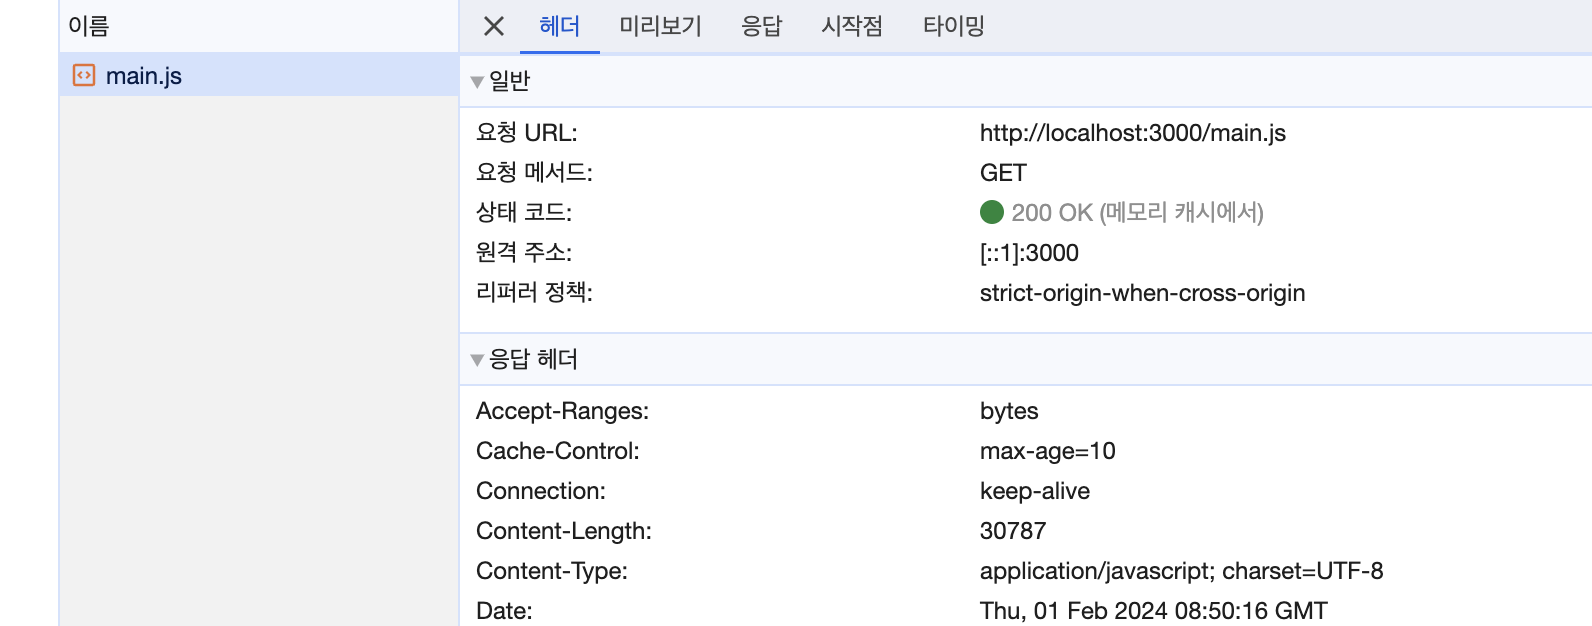 이름
헤더 미리보기 응답 시작점 타이밍
main.js
일반
요청 URL: http://localhost:3000/main.js
요청 메서드: GET
상태 코드: 200 OK (메모리 캐시에서)
원격 주소: [::1]:3000
리퍼러 정책: strict-origin-when-cross-origin
응답 헤더
Accept-Ranges: bytes
Cache-Control: max-age=10
Connection: keep-alive
Content-Length: 30787
Content-Type: application/javascript; charset=UTF-8
Date: Thu, 01 Feb 2024 08:50:16 GMT